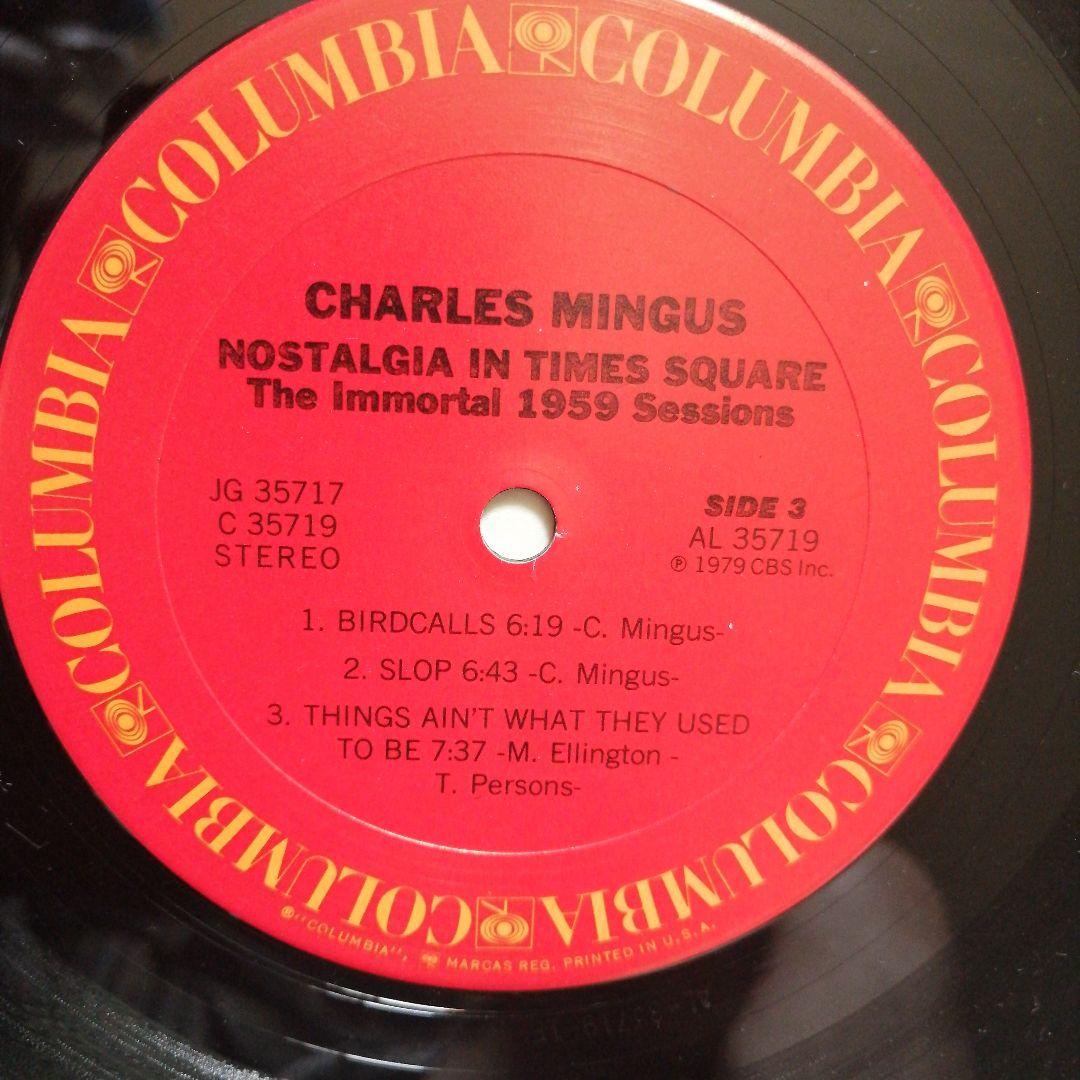 COLUMBIA COLUMBIA COLUMBIA COLUMBIA COLUMBIA COLUMBIA COLUMBIA
CHARLES MINGUS
NOSTALGIA IN TIMES SQUARE
The Immortal 1959 Sessions
JG 35717
C 35719
STEREO
SIDE 3
AL 35719
℗ 1979 CBS Inc.
1. BIRDCALLS 6:19 -C. Mingus-
2. SLOP 6:43 -C. Mingus-
3. THINGS AIN'T WHAT THEY USED
TO BE 7:37 -M. Ellington -
T. Persons-
®"COLUMBIA", MARCAS REG. PRINTED IN U.S.A.